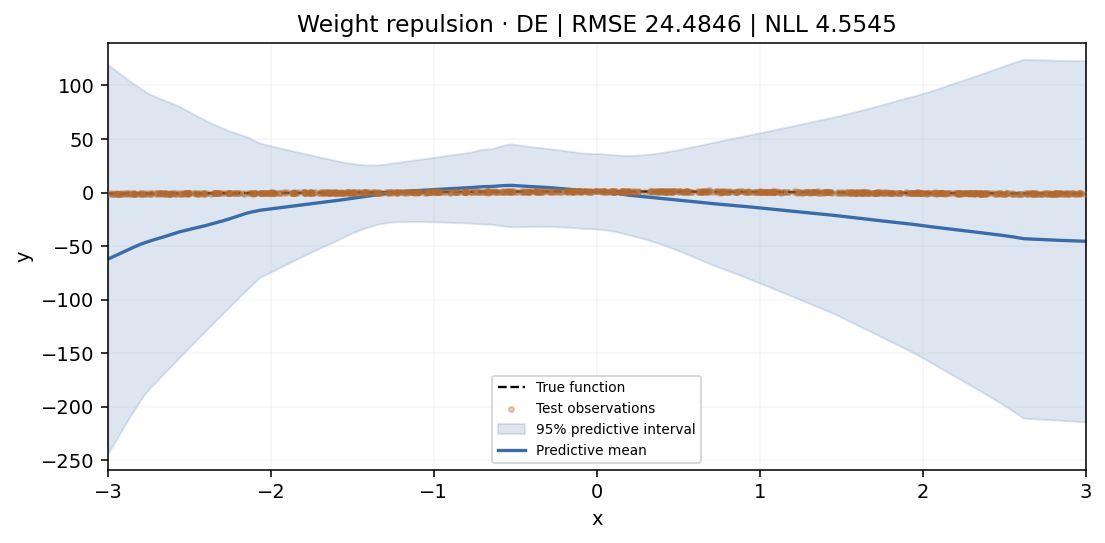 Weight repulsion · DE | RMSE 24.4846 | NLL 4.5545
y
100
50
0
−50
−100
−150
−200
−250
True function
Test observations
95% predictive interval
Predictive mean
−3 −2 −1 0 1 2 3
x